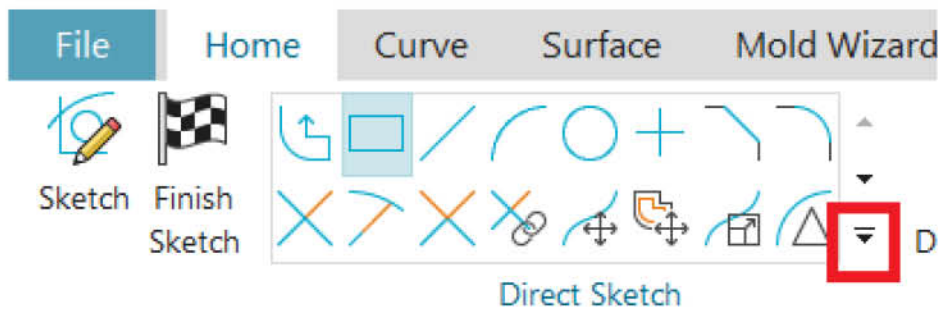 File Home Curve Surface Mold Wizard
Sketch Finish
Sketch
D
Direct Sketch